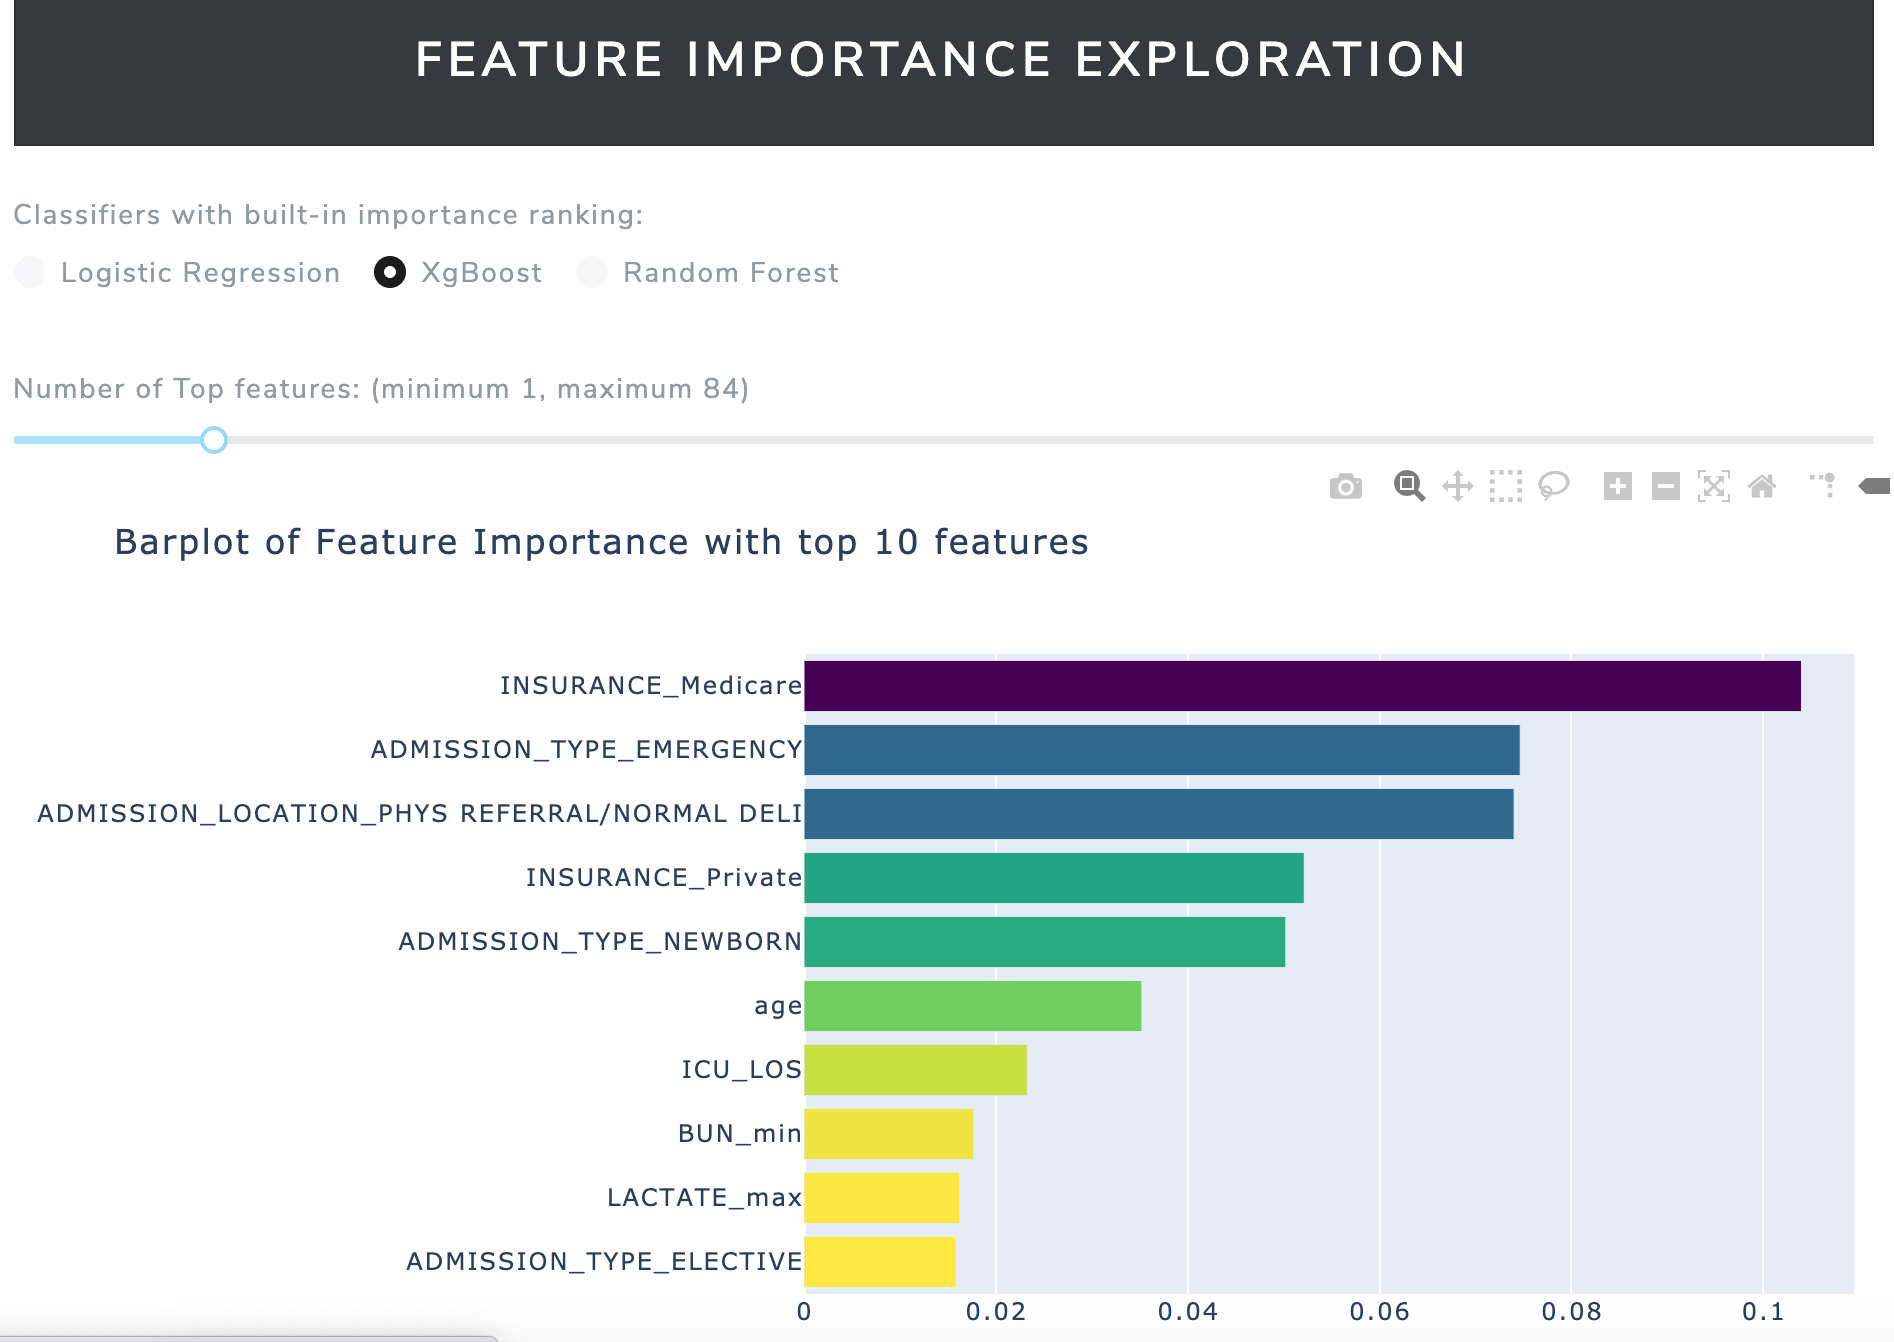 FEATURE IMPORTANCE EXPLORATION
Classifiers with built-in importance ranking:
Logistic Regression XgBoost Random Forest
Number of Top features: (minimum 1, maximum 84)
Barplot of Feature Importance with top 10 features
INSURANCE_Medicare
ADMISSION_TYPE_EMERGENCY
ADMISSION_LOCATION_PHYS REFERRAL/NORMAL DELI
INSURANCE_Private
ADMISSION_TYPE_NEWBORN
age
ICU_LOS
BUN_min
LACTATE_max
ADMISSION_TYPE_ELECTIVE
0 0.02 0.04 0.06 0.08 0.1